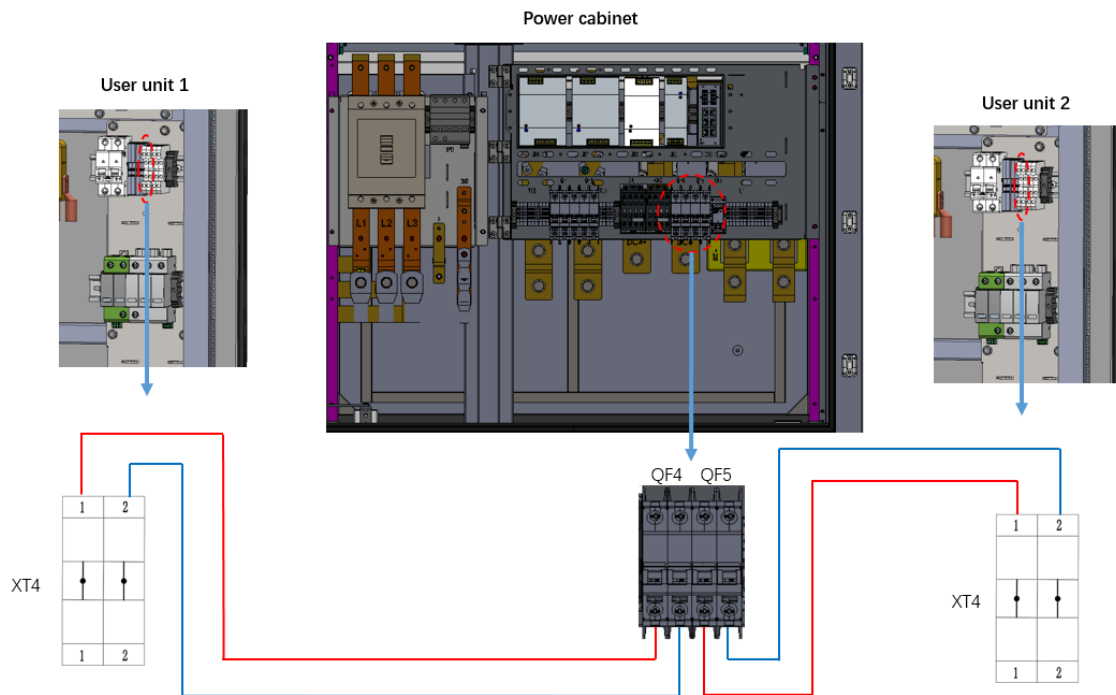 Power cabinet
User unit 1
User unit 2
L1 L2 L3
QF4 QF5
1 2
1 2
XT4
XT4
1 2
1 2